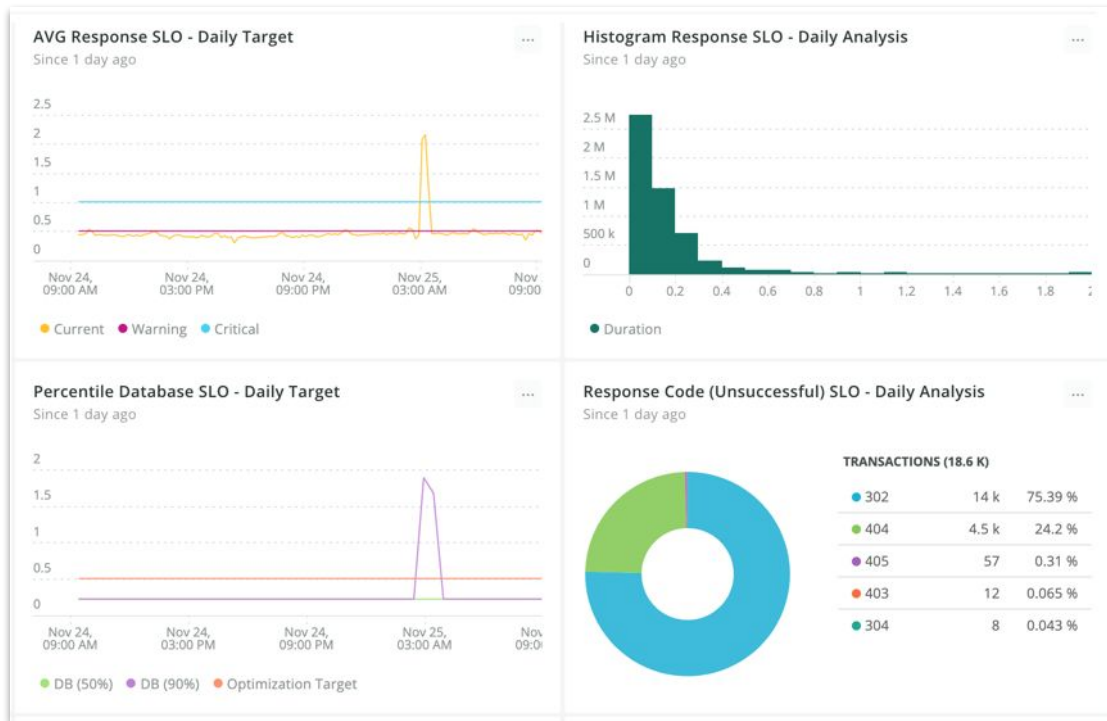 AVG Response SLO - Daily Target
...
Since 1 day ago
2.5
2
1.5
1
0.5
0
Nov 24, 09:00 AM
Nov 24, 03:00 PM
Nov 24, 09:00 PM
Nov 25, 03:00 AM
Nov 09:00
Current Warning Critical
Histogram Response SLO - Daily Analysis
...
Since 1 day ago
2.5 M
2 M
1.5 M
1 M
500 k
0
0 0.2 0.4 0.6 0.8 1 1.2 1.4 1.6 1.8
Duration
Percentile Database SLO - Daily Target
...
Since 1 day ago
2
1.5
1
0.5
0
Nov 24, 09:00 AM
Nov 24, 03:00 PM
Nov 24, 09:00 PM
Nov 25, 03:00 AM
DB (50%) DB (90%) Optimization Target
Response Code (Unsuccessful) SLO - Daily Analysis
...
Since 1 day ago
TRANSACTIONS (18.6 K)
302 14 k 75.39 %
404 4.5 k 24.2 %
405 57 0.31 %
403 12 0.065 %
304 8 0.043 %